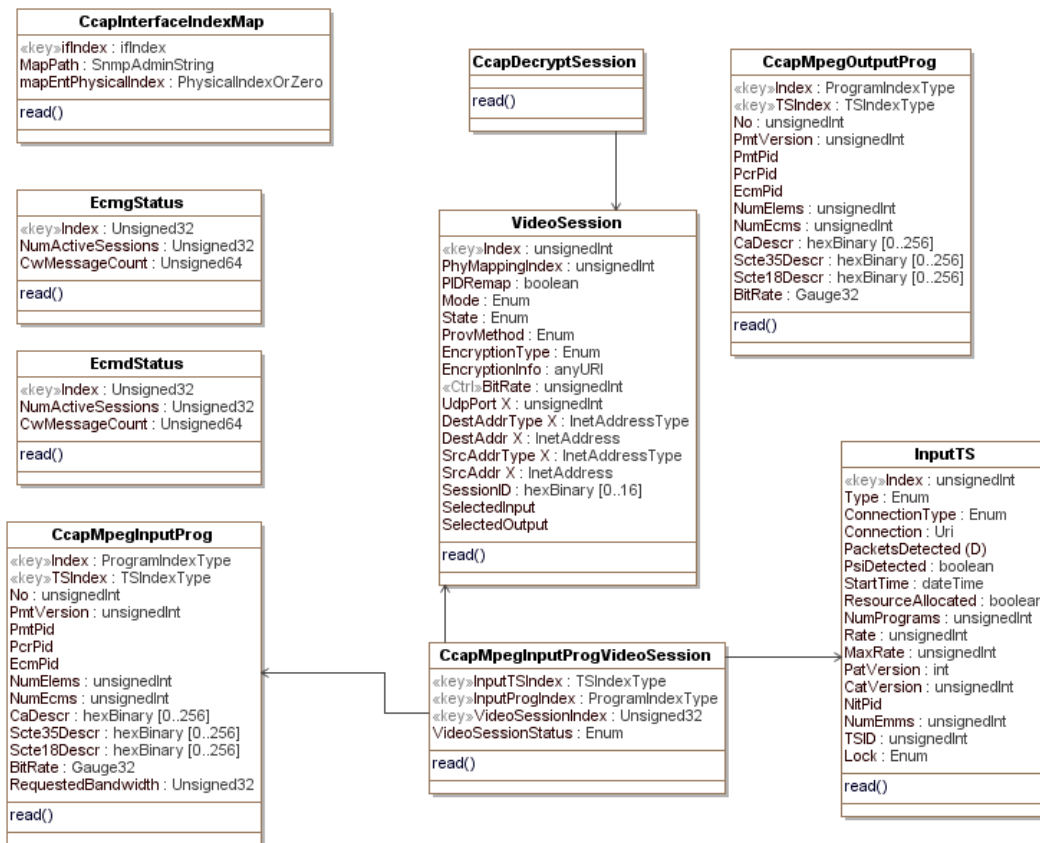 CcapInterfaceIndexMap
«key»ifIndex : ifIndex
MapPath : SnmpAdminString
mapEntPhysicalIndex : PhysicalIndexOrZero
read()
CcapDecryptSession
read()
CcapMpegOutputProg
«key»Index : ProgramIndexType
«key»TSIndex : TSIndexType
No : unsignedInt
PmtVersion : unsignedInt
PmtPid
PcrPid
EcmPid
NumElems : unsignedInt
NumEcms : unsignedInt
CaDescr : hexBinary [0..256]
Scte35Descr : hexBinary [0..256]
Scte18Descr : hexBinary [0..256]
BitRate : Gauge32
read()
EcmgStatus
«key»Index : Unsigned32
NumActiveSessions : Unsigned32
CwMessageCount : Unsigned64
read()
VideoSession
«key»Index : unsignedInt
PhyMappingIndex : unsignedInt
PIDRemap : boolean
Mode : Enum
State : Enum
ProvMethod : Enum
EncryptionType : Enum
EncryptionInfo : anyURI
«Ctrl»BitRate : unsignedInt
UdpPort X : unsignedInt
DestAddrType X : InetAddressType
DestAddr X : InetAddress
SrcAddrType X : InetAddressType
SrcAddr X : InetAddress
SessionID : hexBinary [0..16]
SelectedInput
SelectedOutput
read()
EcmdStatus
«key»Index : Unsigned32
NumActiveSessions : Unsigned32
CwMessageCount : Unsigned64
read()
InputTS
«key»Index : unsignedInt
Type : Enum
ConnectionType : Enum
Connection : Uri
PacketsDetected (D)
PsiDetected : boolean
StartTime : dateTime
ResourceAllocated : boolean
NumPrograms : unsignedInt
Rate : unsignedInt
MaxRate : unsignedInt
PatVersion : int
CatVersion : unsignedInt
NitPid
NumEmms : unsignedInt
TSID : unsignedInt
Lock : Enum
read()
CcapMpegInputProg
«key»Index : ProgramIndexType
«key»TSIndex : TSIndexType
No : unsignedInt
PmtVersion : unsignedInt
PmtPid
PcrPid
EcmPid
NumElems : unsignedInt
NumEcms : unsignedInt
CaDescr : hexBinary [0..256]
Scte35Descr : hexBinary [0..256]
Scte18Descr : hexBinary [0..256]
BitRate : Gauge32
RequestedBandwidth : Unsigned32
read()
CcapMpegInputProgVideoSession
«key»InputTSIndex : TSIndexType
«key»InputProgIndex : ProgramIndexType
«key»VideoSessionIndex : Unsigned32
VideoSessionStatus : Enum
read()